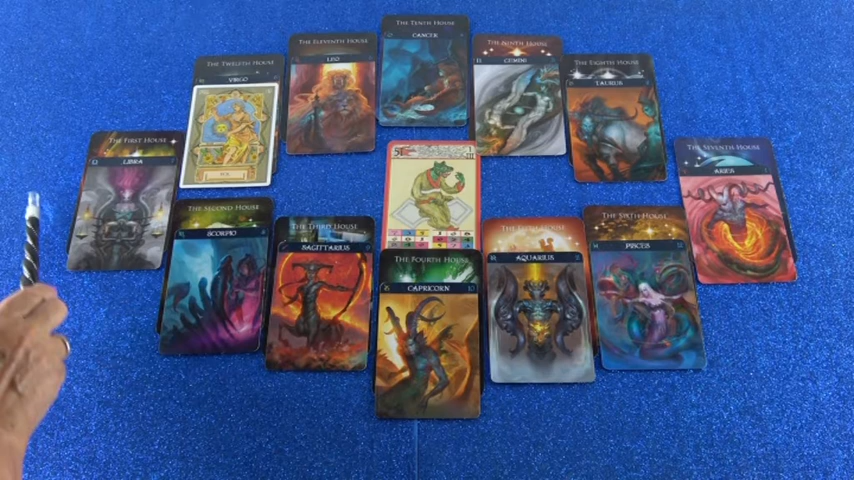 THE TENTH HOUSE
CANCER
THE ELEVENTH HOUSE
LEO
THE NINTH HOUSE
THE TWELFTH HOUSE
VIRGO
THE EIGHTH HOUSE
TAURUS
THE FIRST HOUSE
LIBRA
THE SEVENTH HOUSE
ARIES
SOL
III
THE SECOND HOUSE
SCORPIO
THE THIRD HOUSE
SAGITTARIUS
THE FOURTH HOUSE
CAPRICORN
AQUARIUS
THE SIXTH HOUSE
PISCES